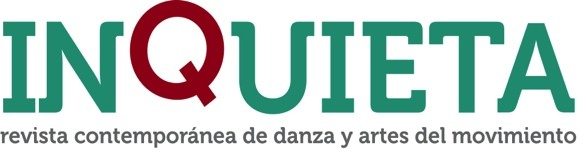 INQUIETA
revista contemporánea de danza y artes del movimiento